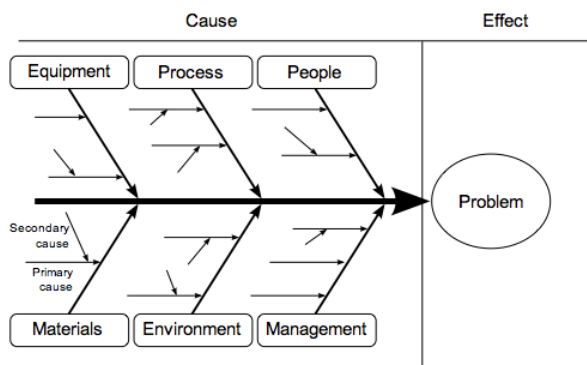 Cause
Effect
Equipment
Process
People
Problem
Secondary
cause
Primary
cause
Materials
Environment
Management